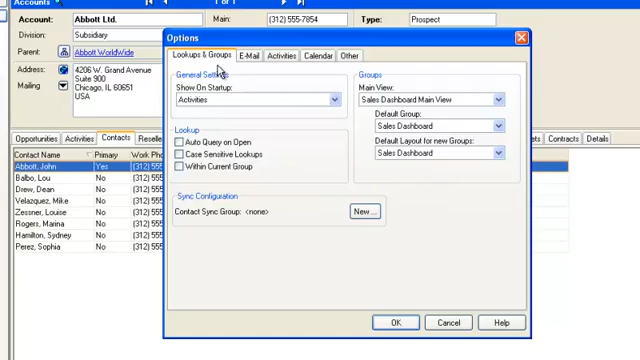 Accounts
1 of 1
Account: Abbott Ltd. Main: (312) 555-7854 Type: Prospect
Division: Subsidiary
Parent: Abbott WorldWide
Address: 4206 W. Grand Avenue
Suite 900
Mailing Chicago, IL 60651
USA
Opportunities Activities Contacts Contracts Details
Contact Name Primary Work
Abbott, John Yes (312) 555
Balbo, Lou No (312) 555
Drew, Dean No (312) 555
Velazquez, Mike No (312) 555
Zessner, Louise No (312) 555
Rogers, Marina No (312) 555
Hamilton, Sydney No (312) 555
Perez, Sophia No (312) 555
Options
Lookups & Groups E-Mail Activities Calendar Other
General
Show On Startup:
Activities
Lookup
Auto Query on Open
Case Sensitive Lookups
Within Current Group
Groups
Main View:
Sales Dashboard Main View
Default Group:
Sales Dashboard
Default Layout for new Groups:
Sales Dashboard
Sync Configuration
Contact Sync Group: <none> New ...
OK Cancel Help